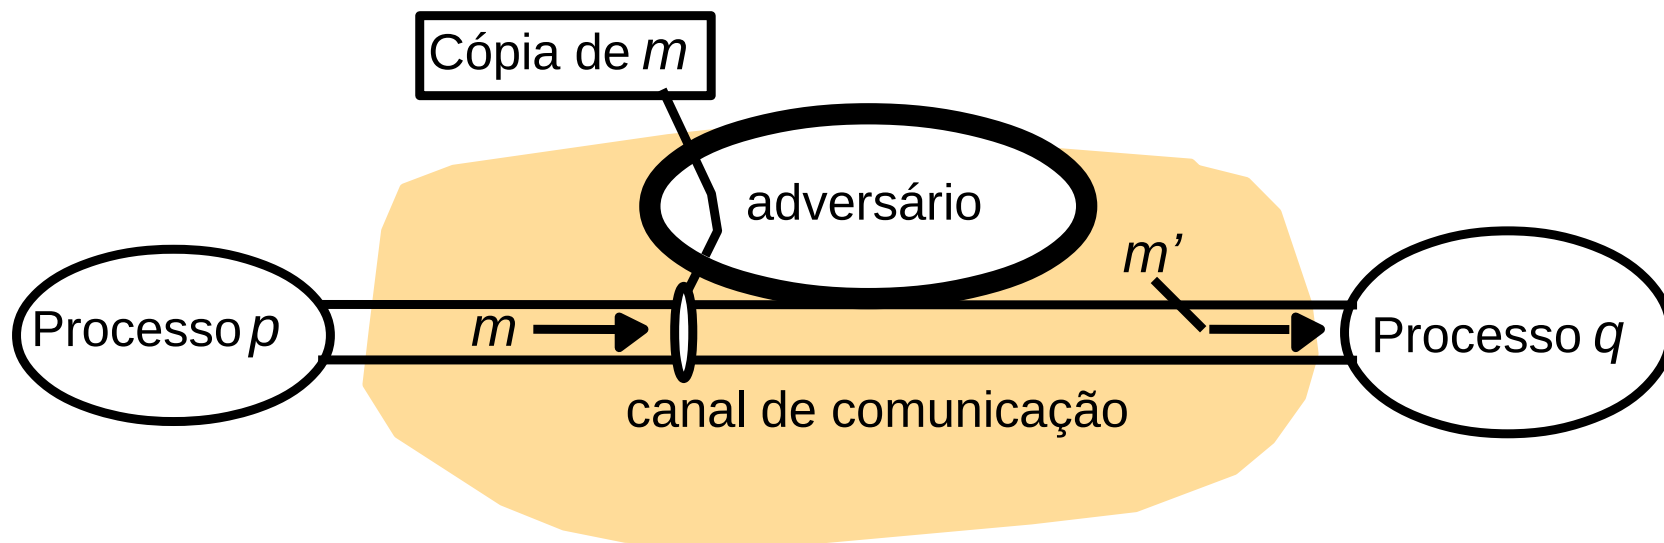 Cópia de m
adversário
m’
Processo p
m
Processo q
canal de comunicação